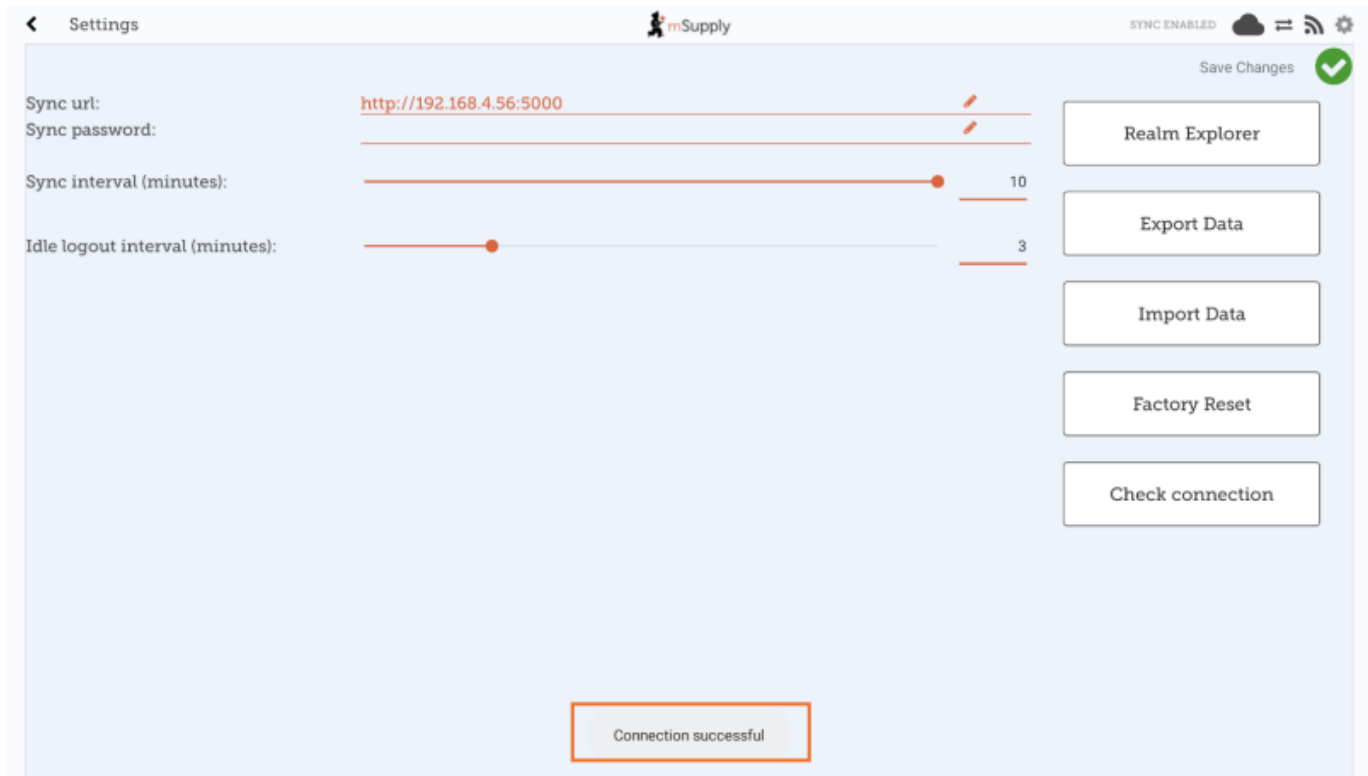 Settings
mSupply
SYNC ENABLED
Save Changes
Sync url:
http://192.168.4.56:5000
Sync password:
Sync interval (minutes):
10
Idle logout interval (minutes):
3
Realm Explorer
Export Data
Import Data
Factory Reset
Check connection
Connection successful